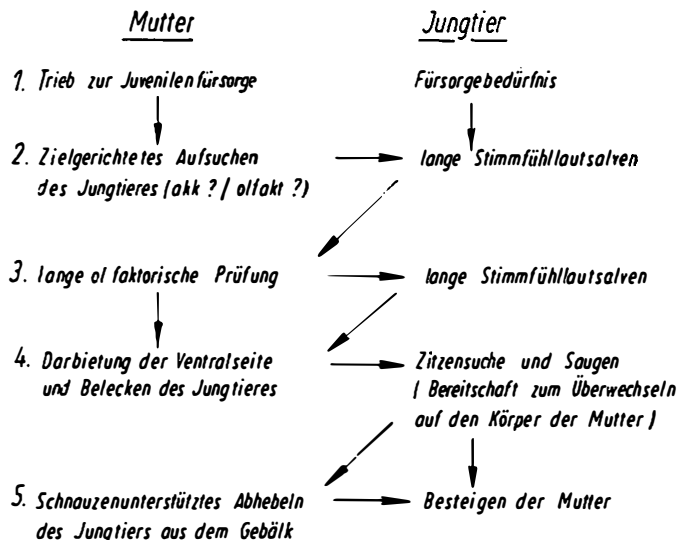 Mutter
Jungtier
1. Trieb zur Juvenilenfürsorge
Fürsorgebedürfnis
2. Zielgerichtetes Aufsuchen
des Jungtieres (akk ? / olfakt ?)
lange Stimmfühllautsalven
3. lange olfaktorische Prüfung
lange Stimmfühllautsalven
4. Darbietung der Ventralseite
und Belecken des Jungtieres
Zitzensuche und Saugen
( Bereitschaft zum Überwechseln
auf den Körper der Mutter )
5. Schnauzenunterstütztes Abhebeln
des Jungtiers aus dem Gebälk
Besteigen der Mutter